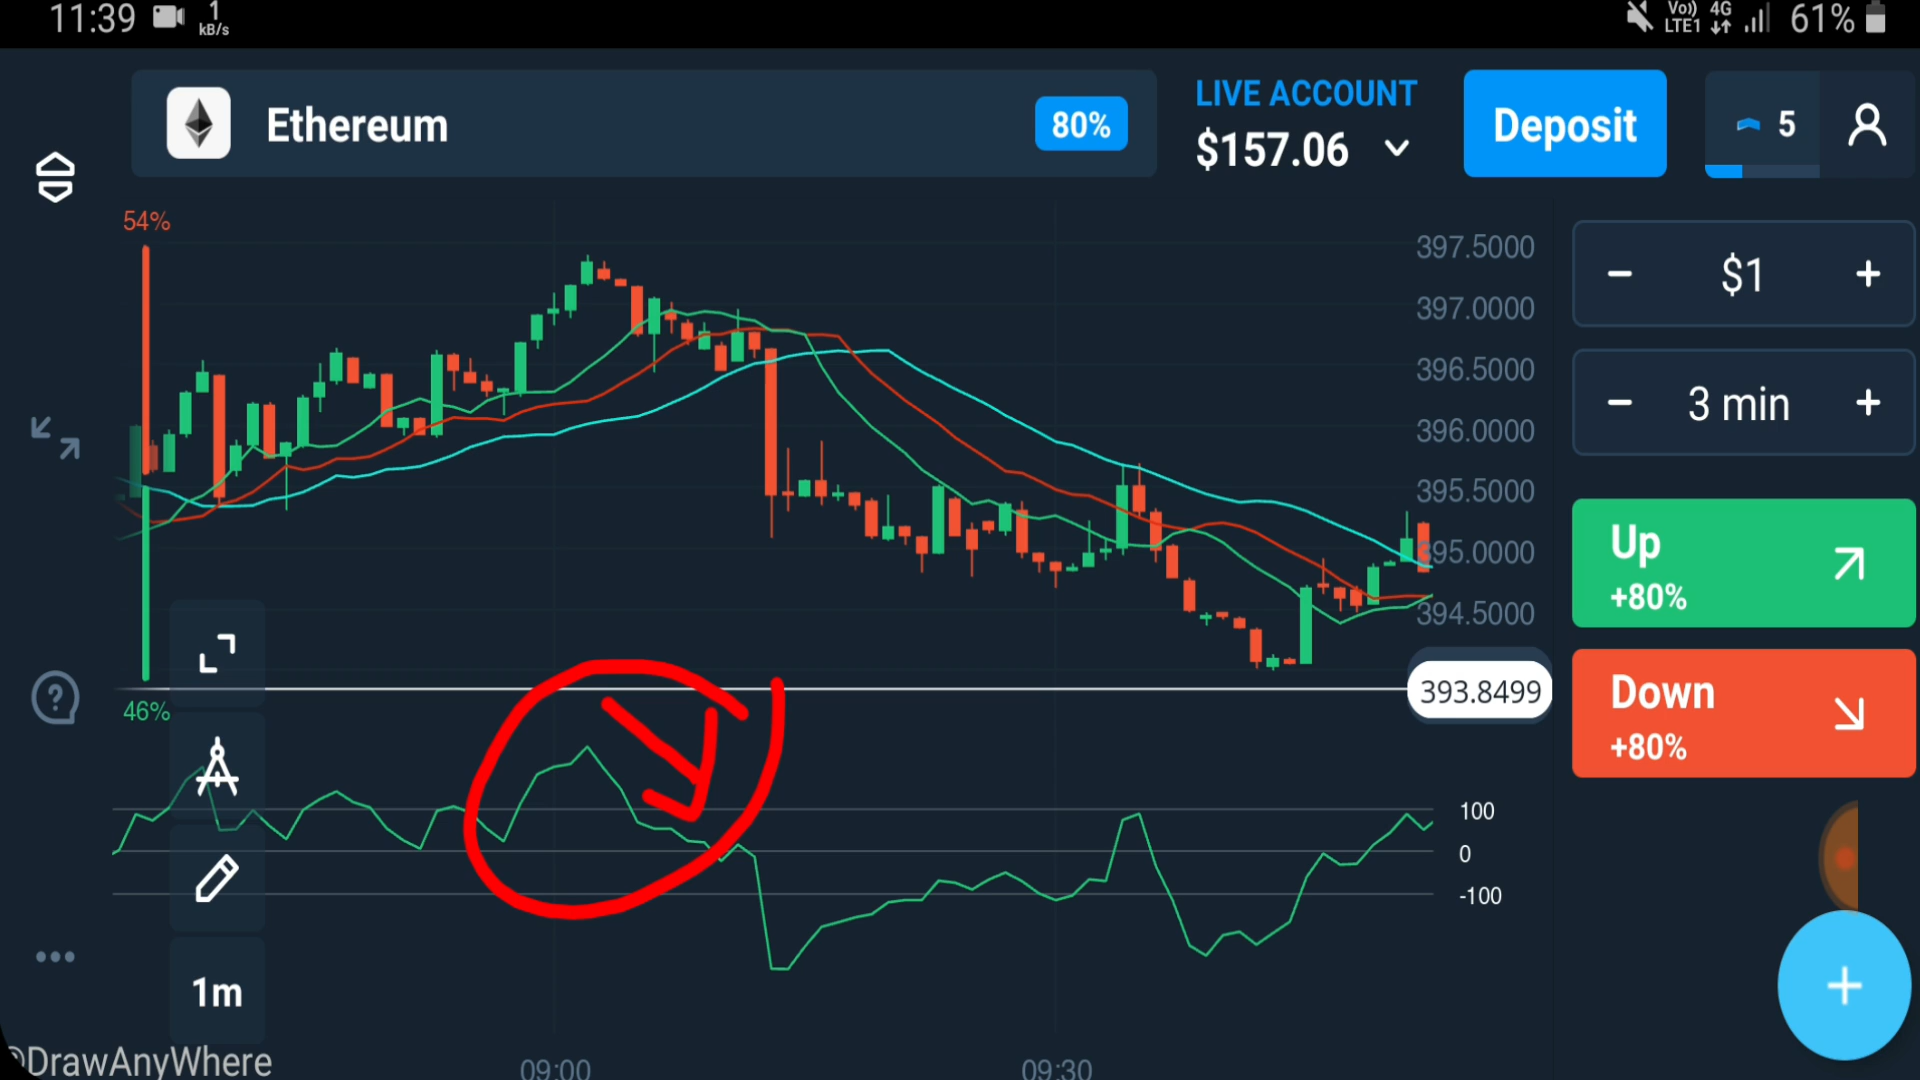 11:39
1
kB/s
Vo))
LTE1
4G
61%
Ethereum
80%
LIVE ACCOUNT
$157.06
Deposit
5
54%
397.5000
397.0000
396.5000
396.0000
395.5000
395.0000
394.5000
393.8499
46%
- $1 +
- 3 min +
Up
+80%
Down
+80%
100
0
-100
1m
09:00
09:30
+
©DrawAnyWhere